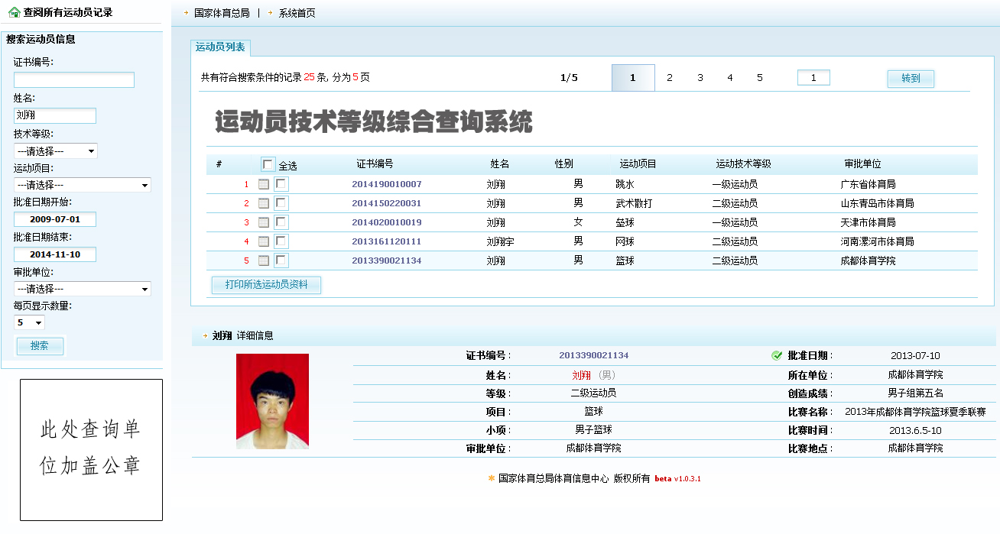 查阅所有运动员记录
国家体育总局 | 系统首页
搜索运动员信息
证书编号:
姓名:
刘翔
技术等级:
---请选择---
运动项目:
---请选择---
批准日期开始:
2009-07-01
批准日期结束:
2014-11-10
审批单位:
---请选择---
每页显示数量:
5
搜索
此处查询单
位加盖公章
运动员列表
共有符合搜索条件的记录 25 条, 分为 5 页 1/5 1 2 3 4 5 1 转到
运动员技术等级综合查询系统
# 全选 证书编号 姓名 性别 运动项目 运动技术等级 审批单位
1 2014190010007 刘翔 男 跳水 一级运动员 广东省体育局
2 2014150220031 刘翔 男 武术散打 二级运动员 山东青岛市体育局
3 2014020010019 刘翔 女 垒球 一级运动员 天津市体育局
4 2013161120111 刘翔宇 男 网球 二级运动员 河南漯河市体育局
5 2013390021134 刘翔 男 篮球 二级运动员 成都体育学院
打印所选运动员资料
刘翔 详细信息
证书编号: 2013390021134 批准日期: 2013-07-10
姓名: 刘翔 (男) 所在单位: 成都体育学院
等级: 二级运动员 创造成绩: 男子组第五名
项目: 篮球 比赛名称: 2013年成都体育学院篮球夏季联赛
小项: 男子篮球 比赛时间: 2013.6.5-10
审批单位: 成都体育学院 比赛地点: 成都体育学院
国家体育总局体育信息中心 版权所有 beta v1.0.3.1